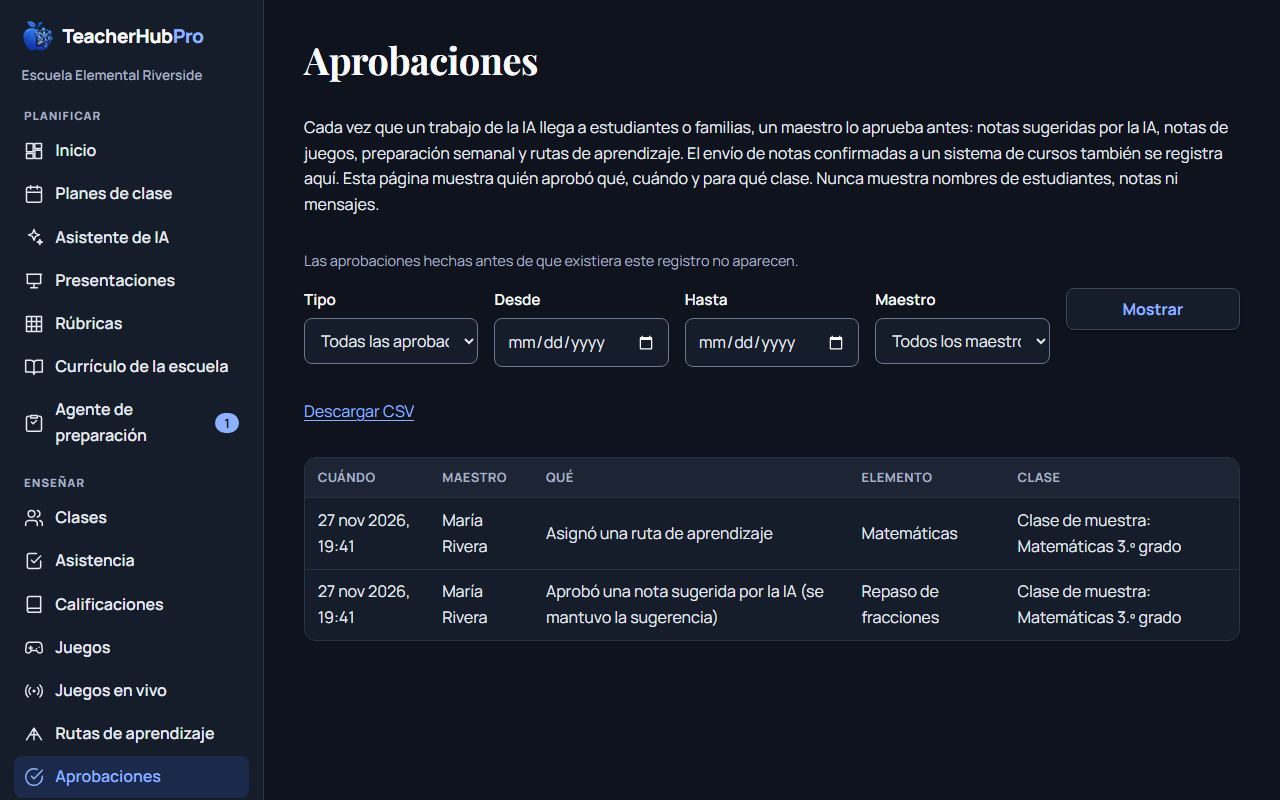 TeacherHubPro
Escuela Elemental Riverside
PLANIFICAR
Inicio
Planes de clase
Asistente de IA
Presentaciones
Rúbricas
Currículo de la escuela
Agente de
preparación
1
ENSEÑAR
Clases
Asistencia
Calificaciones
Juegos
Juegos en vivo
Rutas de aprendizaje
Aprobaciones
Aprobaciones
Cada vez que un trabajo de la IA llega a estudiantes o familias, un maestro lo aprueba antes: notas sugeridas por la IA, notas de
juegos, preparación semanal y rutas de aprendizaje. El envío de notas confirmadas a un sistema de cursos también se registra
aquí. Esta página muestra quién aprobó qué, cuándo y para qué clase. Nunca muestra nombres de estudiantes, notas ni
mensajes.
Las aprobaciones hechas antes de que existiera este registro no aparecen.
Tipo Desde Hasta Maestro
Todas las aprobac mm/dd/yyyy mm/dd/yyyy Todos los maestro Mostrar
Descargar CSV
CUÁNDO MAESTRO QUÉ ELEMENTO CLASE
27 nov 2026, María Asignó una ruta de aprendizaje Matemáticas Clase de muestra:
19:41 Rivera Matemáticas 3.º grado
27 nov 2026, María Aprobó una nota sugerida por la IA (se Repaso de Clase de muestra:
19:41 Rivera mantuvo la sugerencia) fracciones Matemáticas 3.º grado